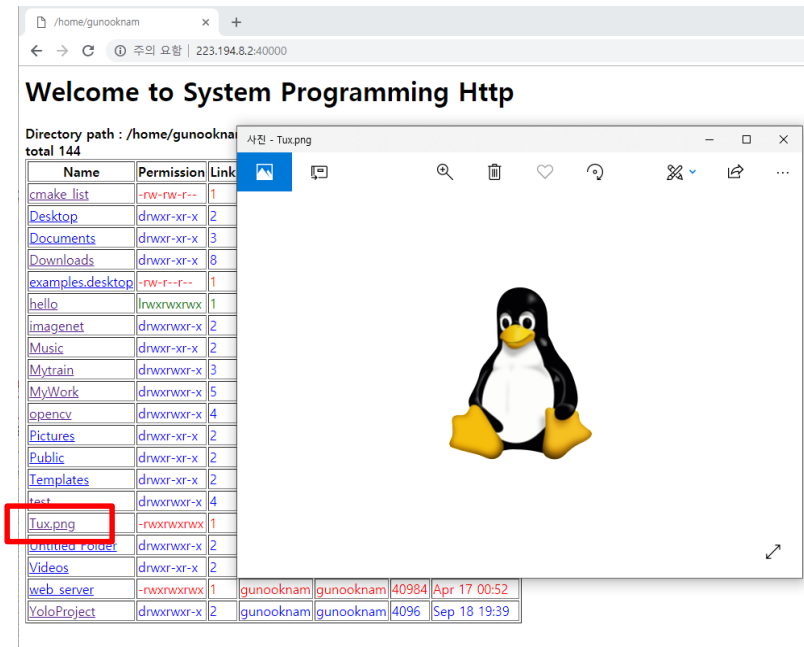 /home/gunooknam
주의 요함 | 223.194.8.2:40000
Welcome to System Programming Http
Directory path : /home/gunooknam
total 144
사진 - Tux.png
Name Permission Link
cmake_list -rw-rw-r-- 1
Desktop drwxr-xr-x 2
Documents drwxr-xr-x 3
Downloads drwxr-xr-x 8
examples.desktop -rw-r--r-- 1
hello lrwxrwxrwx 1
imagenet drwxrwxr-x 2
Music drwxr-xr-x 2
Mytrain drwxrwxr-x 3
MyWork drwxrwxr-x 5
opencv drwxrwxr-x 4
Pictures drwxr-xr-x 2
Public drwxr-xr-x 2
Templates drwxr-xr-x 2
test drwxrwxr-x 4
Tux.png -rwxrwxrwx 1
Untitled Folder drwxrwxr-x 2
Videos drwxr-xr-x 2
web_server -rwxrwxrwx 1 gunooknam gunooknam 40984 Apr 17 00:52
YoloProject drwxrwxr-x 2 gunooknam gunooknam 4096 Sep 18 19:39